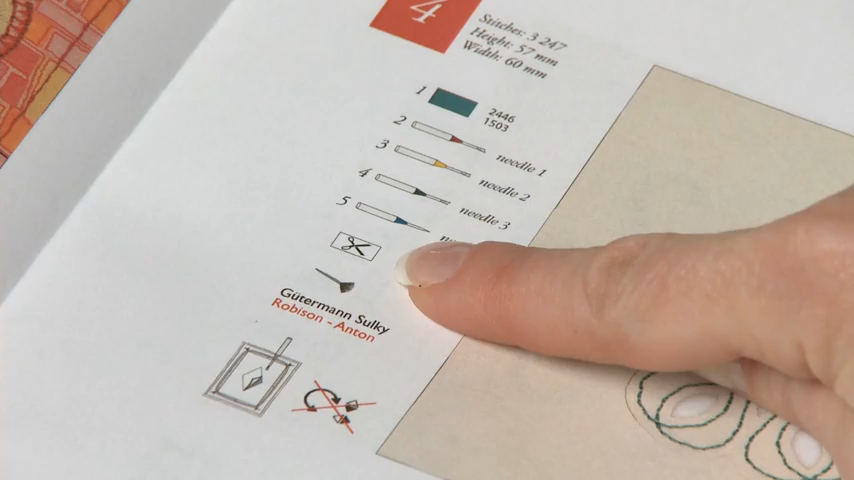 4
Stitches: 3 247
Height: 57 mm
Width: 60 mm
1
2446
1503
2 needle 1
3 needle 2
4 needle 3
5
Gütermann Sulky
Robison - Anton